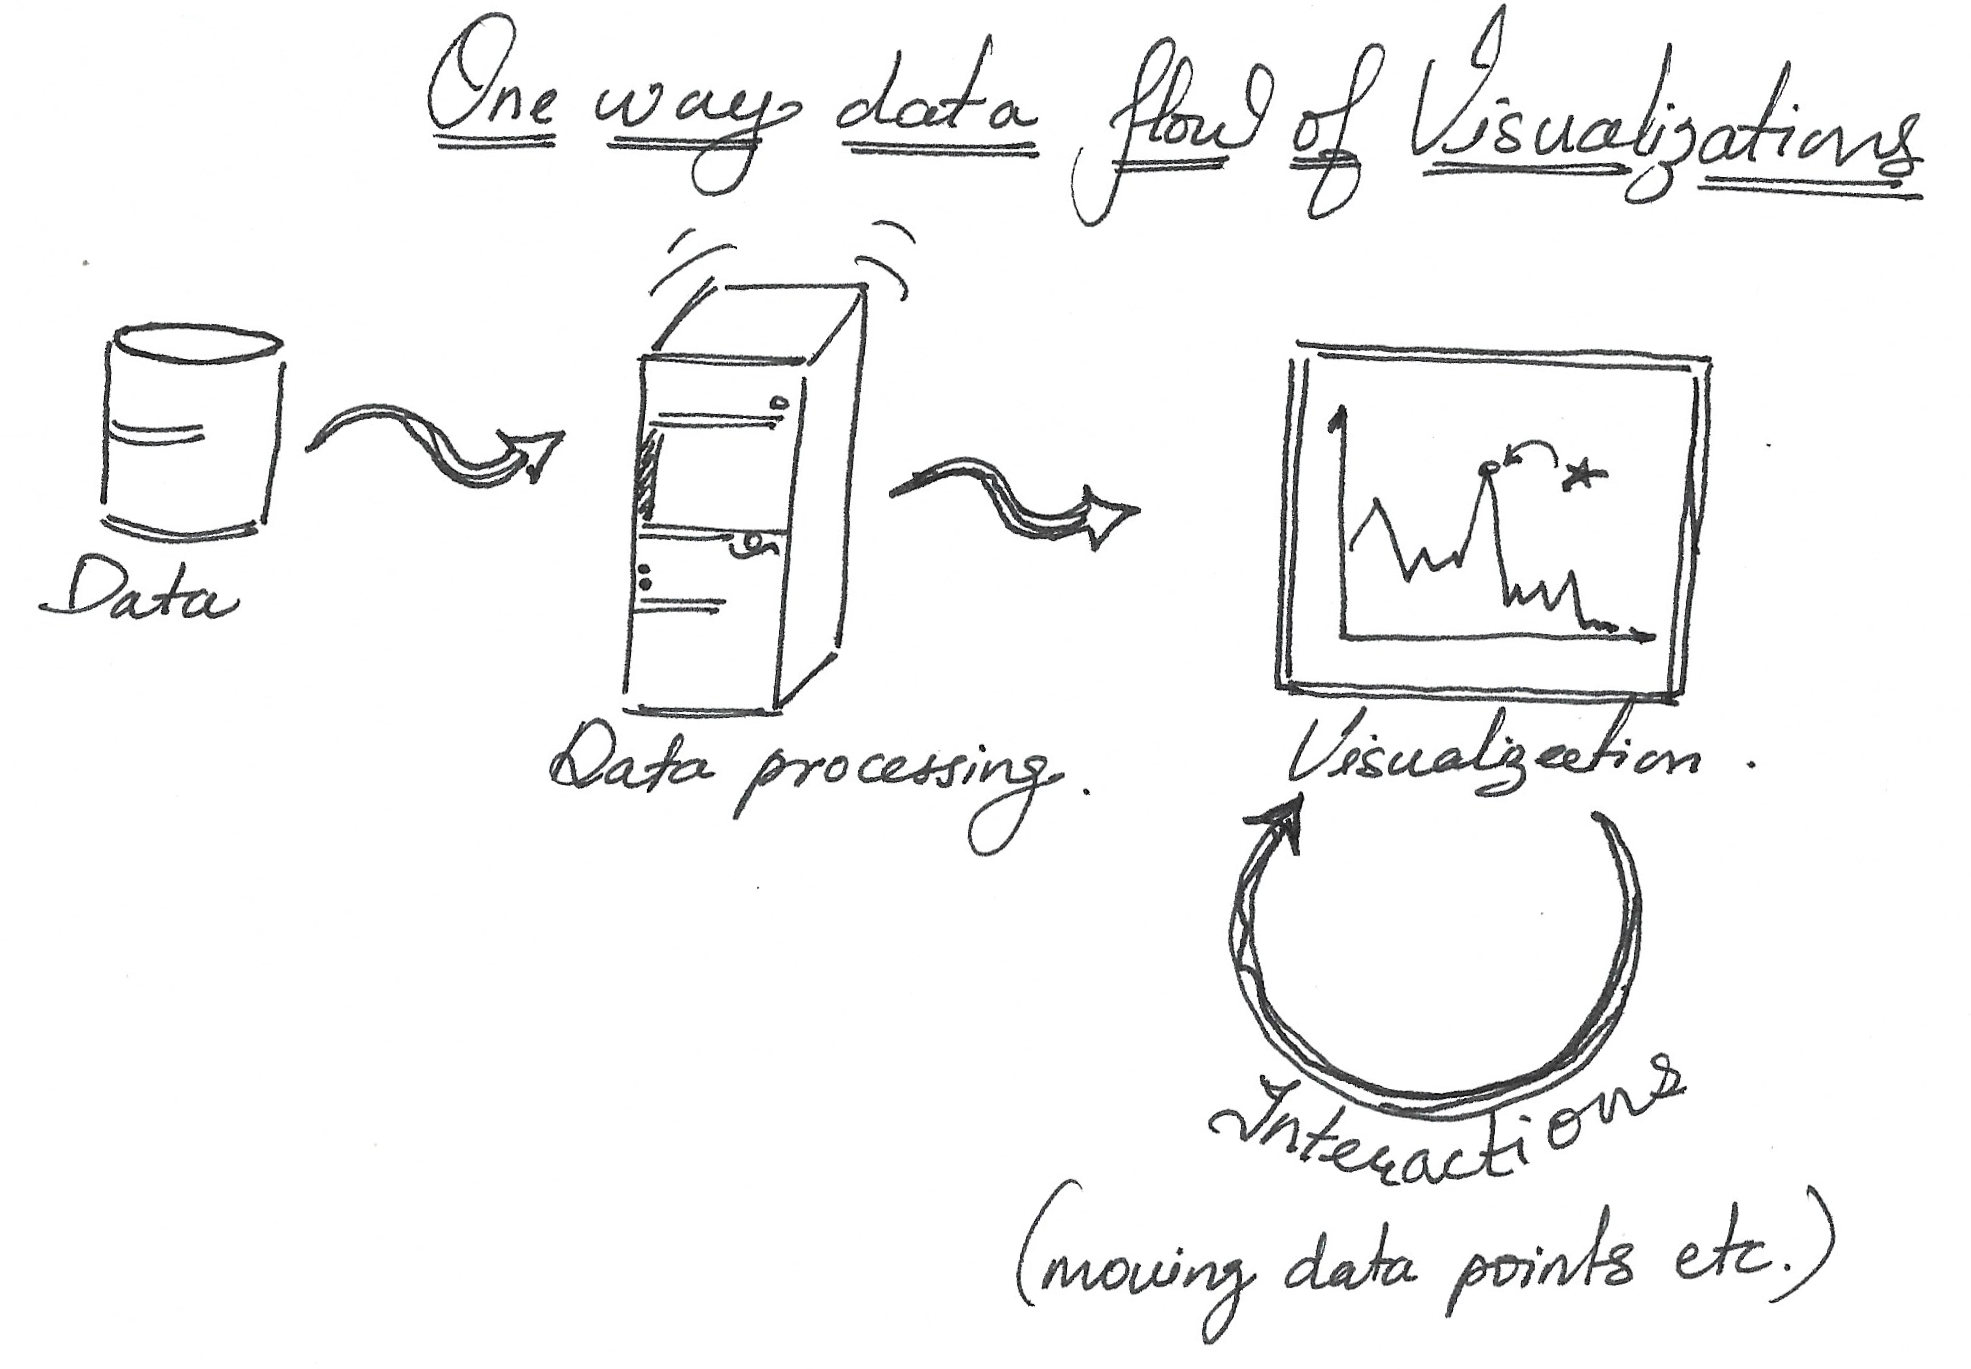 One way data flow of Visualizations
Data
Data processing.
Visualization.
Interactions
(moving data points etc.)